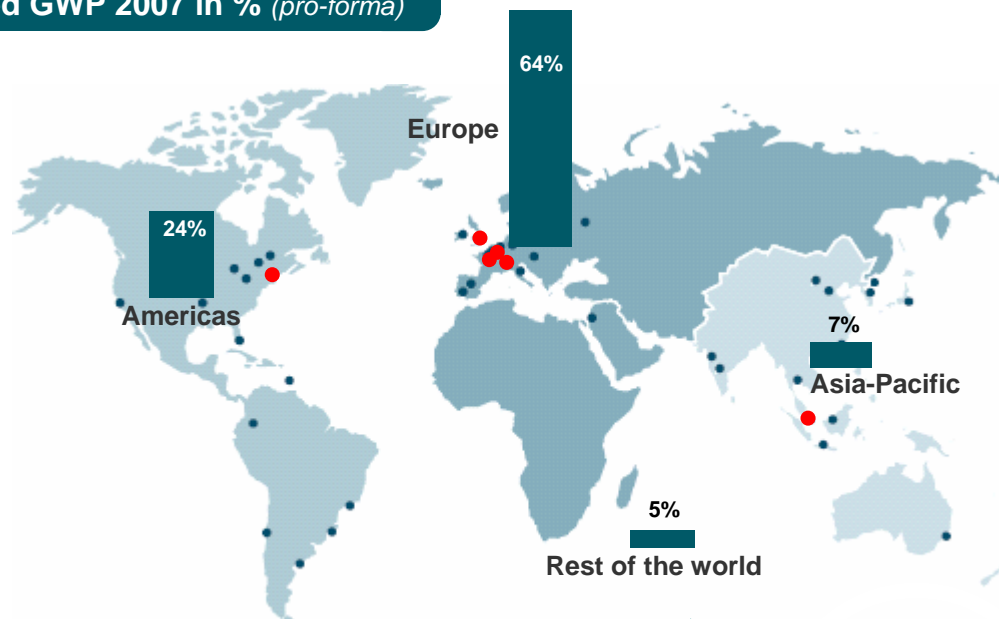 d GWP 2007 in % (pro-forma)
64%
Europe
24%
Americas
7%
Asia-Pacific
5%
Rest of the world